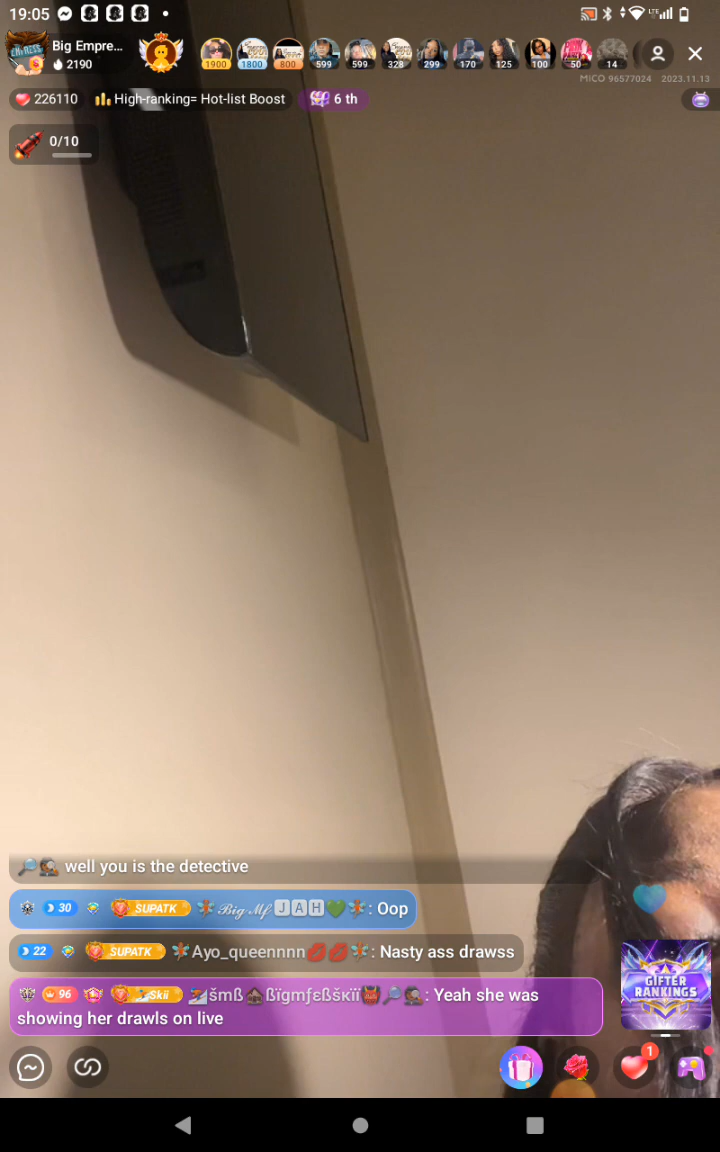 19:05
LTE
Big Empre...
2190
1900
1800
800
599
599
328
299
170
125
100
50
14
MICO 96577024 2023.11.13
226110
High-ranking= Hot-list Boost
6 th
0/10
🔎🕵🏿 well you is the detective
30 SUPATK 🧚ℬ𝒾ℊ ℳ𝒻 🄹🄰🄷💚🧚: Oop
22 SUPATK 🧚Ayo_queennnn💋💋🧚: Nasty ass drawss
96 Skii šmß🏚ßïgmƒεßšкïï👹🔎🕵🏿: Yeah she was
showing her drawls on live
GIFTER
RANKINGS
1